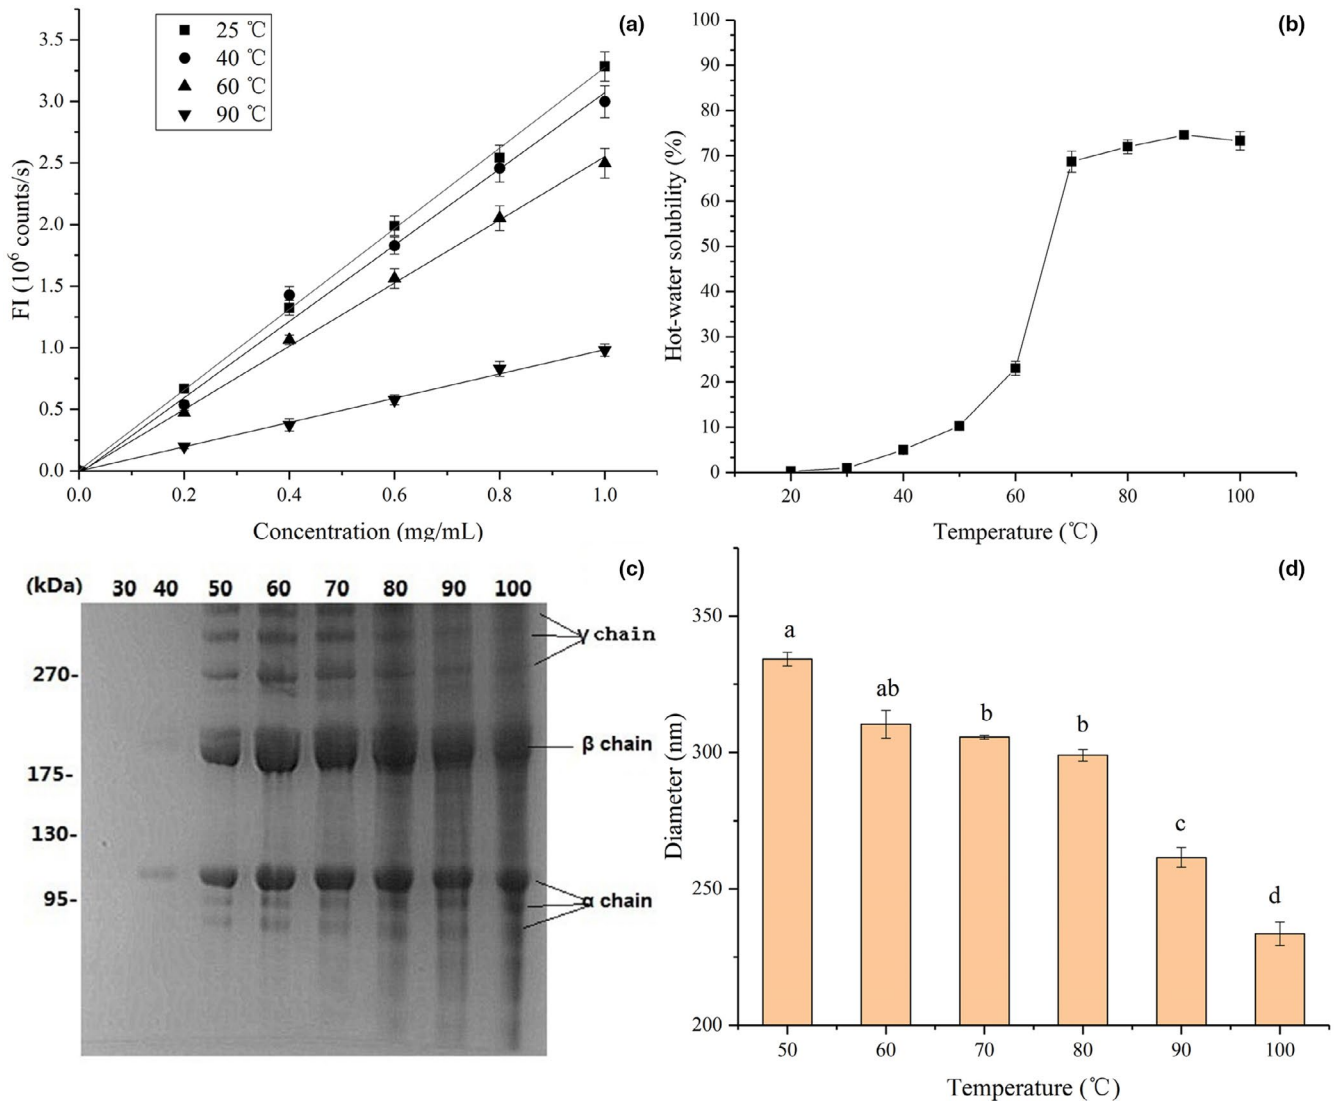 (a)
25 ℃
40 ℃
60 ℃
90 ℃
3.5
3.0
2.5
2.0
1.5
1.0
0.5
0.0
FI (10⁶ counts/s)
0.0 0.2 0.4 0.6 0.8 1.0
Concentration (mg/mL)
(b)
100
90
80
70
60
50
40
30
20
10
0
Hot-water solubility (%)
20 40 60 80 100
Temperature (℃)
(c)
(kDa) 30 40 50 60 70 80 90 100
γ chain
270-
β chain
175-
130-
95-
α chain
(d)
350
300
250
200
Diameter (nm)
a
ab
b
b
c
d
50 60 70 80 90 100
Temperature (℃)